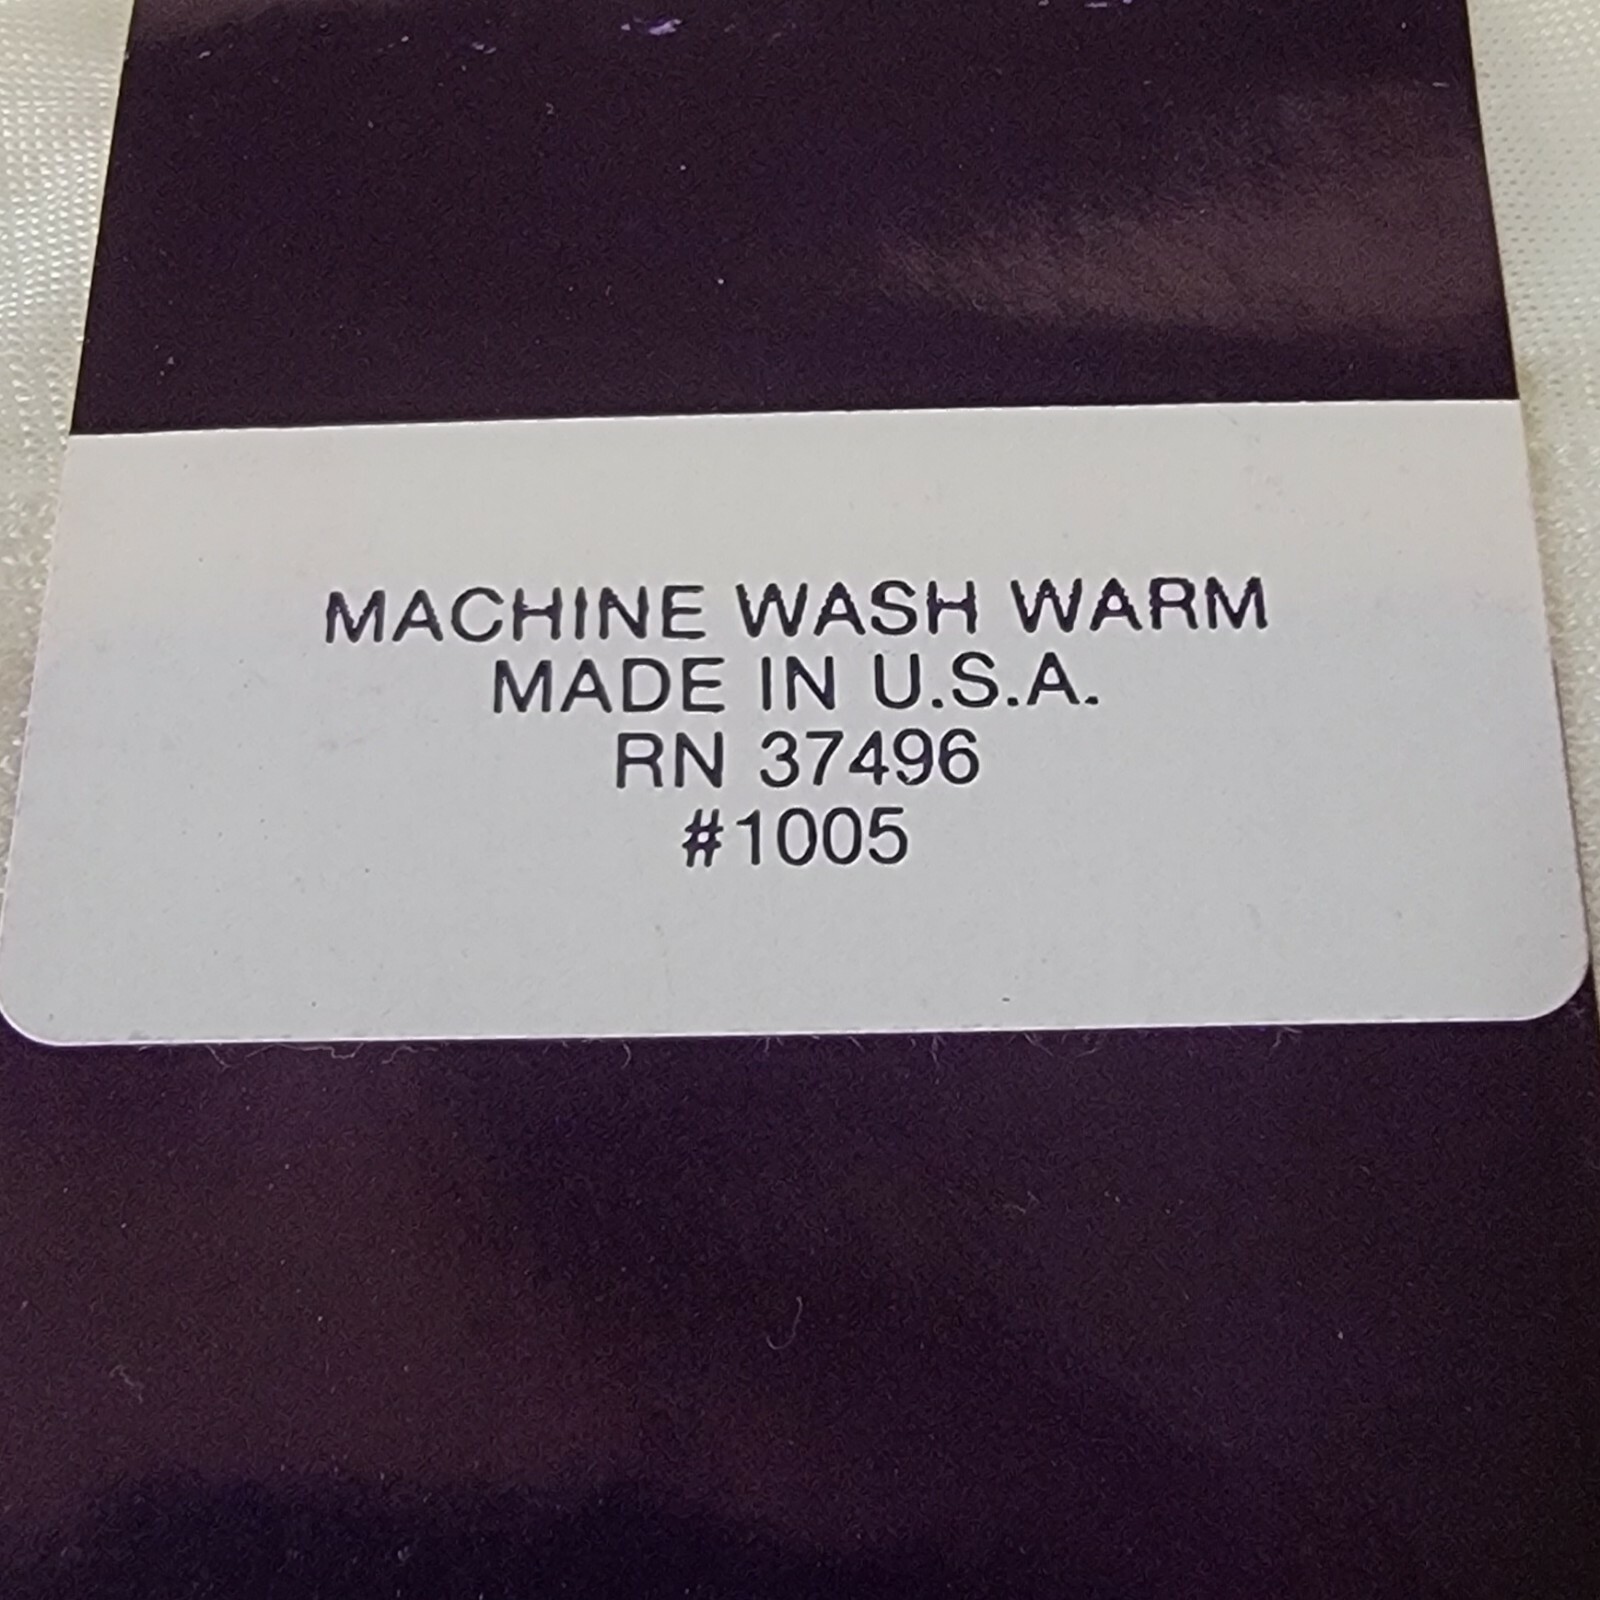 MACHINE WASH WARM
MADE IN U.S.A.
RN 37496
#1005